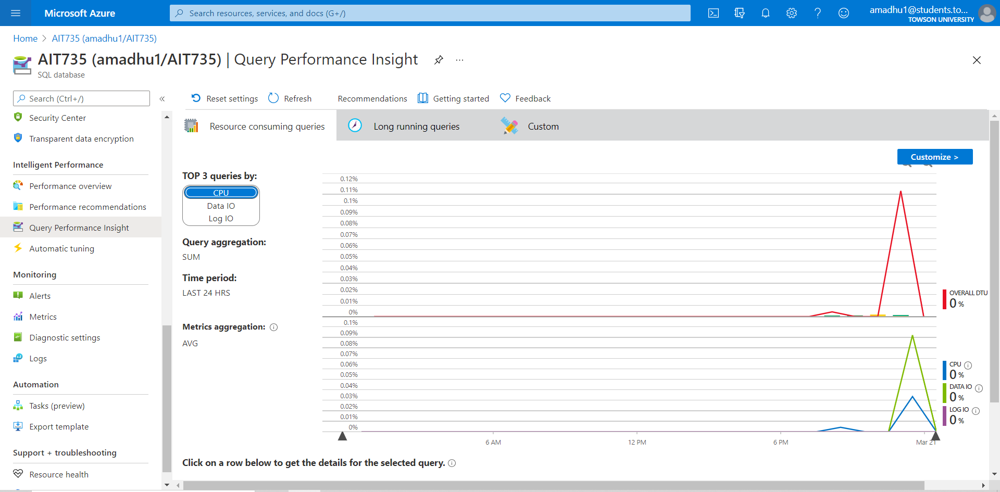 Microsoft Azure
Search resources, services, and docs (G+/)
amadhu1@students.to...
TOWSON UNIVERSITY
Home > AIT735 (amadhu1/AIT735)
AIT735 (amadhu1/AIT735) | Query Performance Insight
SQL database
Search (Ctrl+/)
Security Center
Transparent data encryption
Intelligent Performance
Performance overview
Performance recommendations
Query Performance Insight
Automatic tuning
Monitoring
Alerts
Metrics
Diagnostic settings
Logs
Automation
Tasks (preview)
Export template
Support + troubleshooting
Resource health
Reset settings
Refresh
Recommendations
Getting started
Feedback
Resource consuming queries
Long running queries
Custom
Customize >
TOP 3 queries by:
CPU
Data IO
Log IO
Query aggregation:
SUM
Time period:
LAST 24 HRS
Metrics aggregation:
AVG
0.12%
0.11%
0.1%
0.09%
0.08%
0.07%
0.06%
0.05%
0.04%
0.03%
0.02%
0.01%
0%
OVERALL DTU
0 %
0.1%
0.09%
0.08%
0.07%
0.06%
0.05%
0.04%
0.03%
0.02%
0.01%
0%
CPU
0 %
DATA IO
0 %
LOG IO
0 %
6 AM
12 PM
6 PM
Mar 21
Click on a row below to get the details for the selected query.